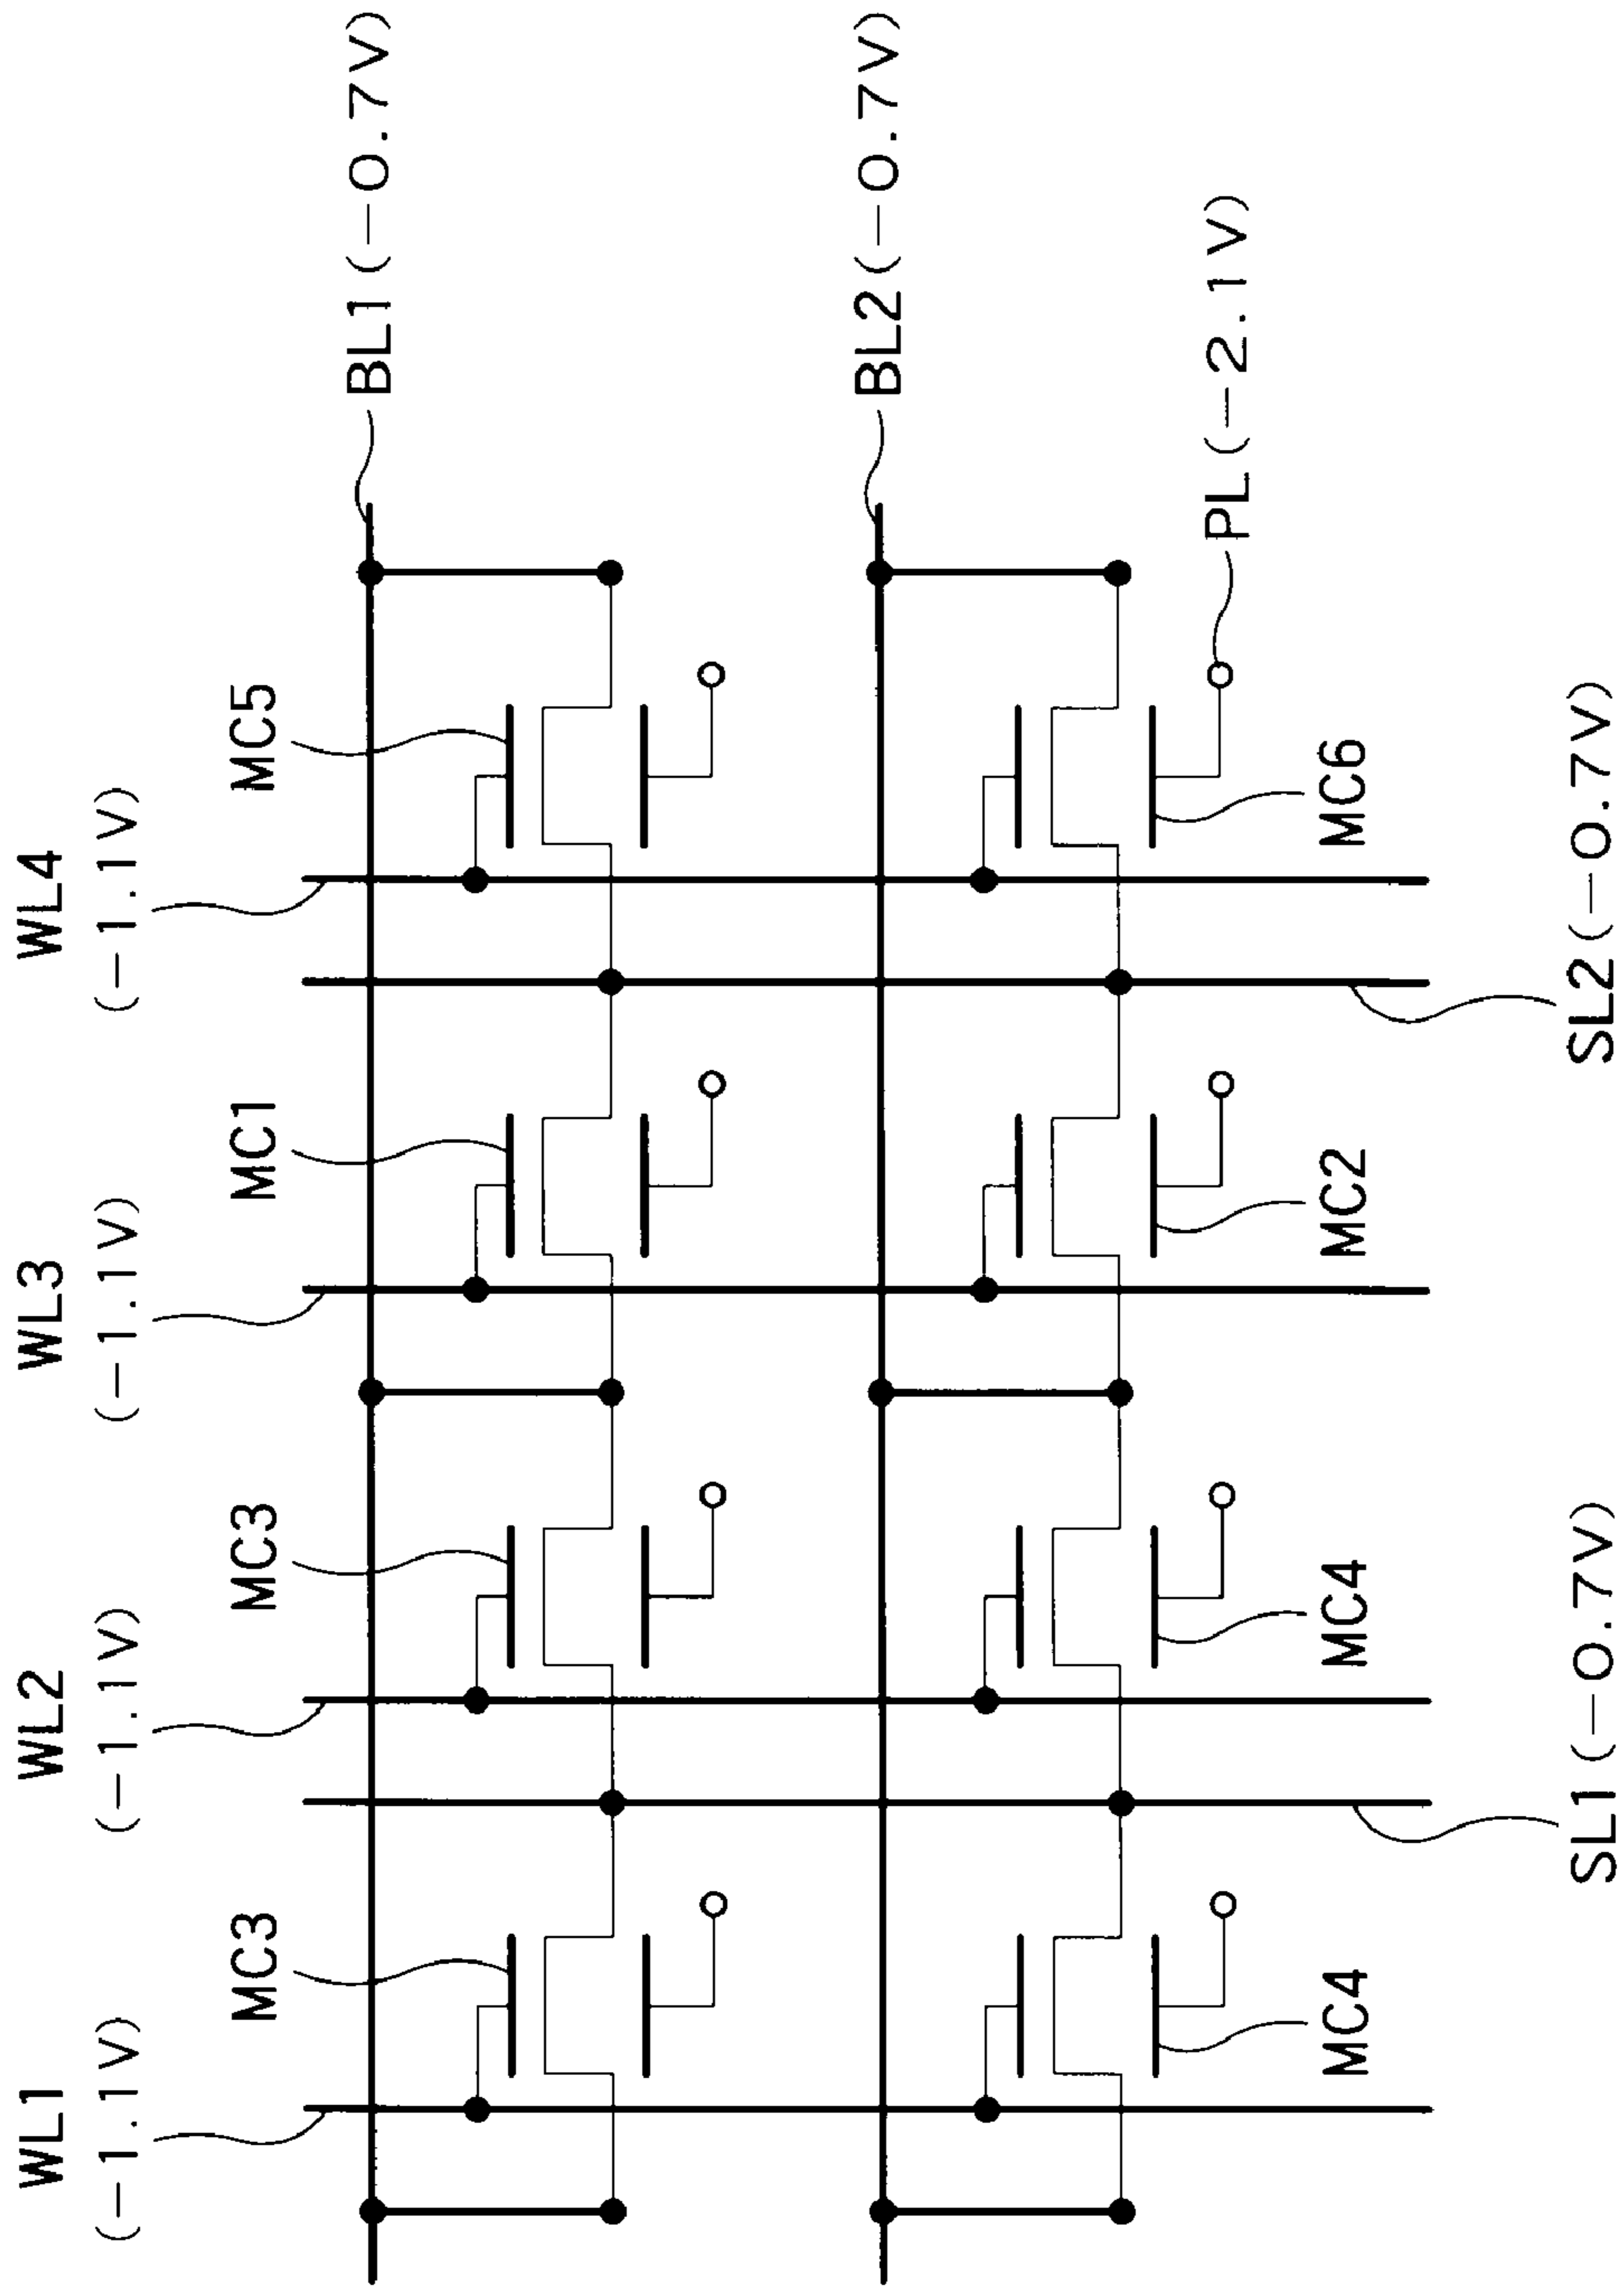 WL1
(-1.1V)
WL2
(-1.1V)
WL3
(-1.1V)
WL4
(-1.1V)
MC3
MC3
MC1
MC5
BL1(-0.7V)
BL2(-0.7V)
PL(-2.1V)
MC4
MC4
MC2
MC6
SL1(-0.7V)
SL2(-0.7V)